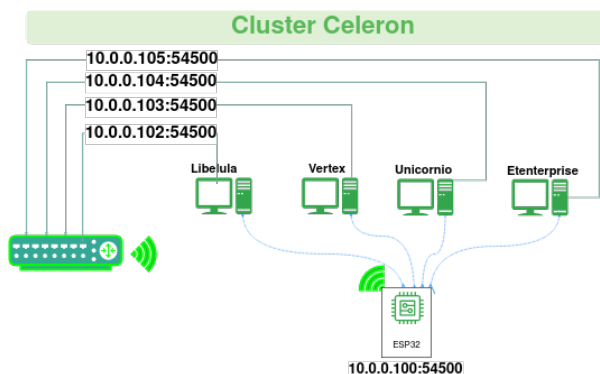 Cluster Celeron
10.0.0.105:54500
10.0.0.104:54500
10.0.0.103:54500
10.0.0.102:54500
Libelula
Vertex
Unicornio
Etenterprise
ESP32
10.0.0.100:54500